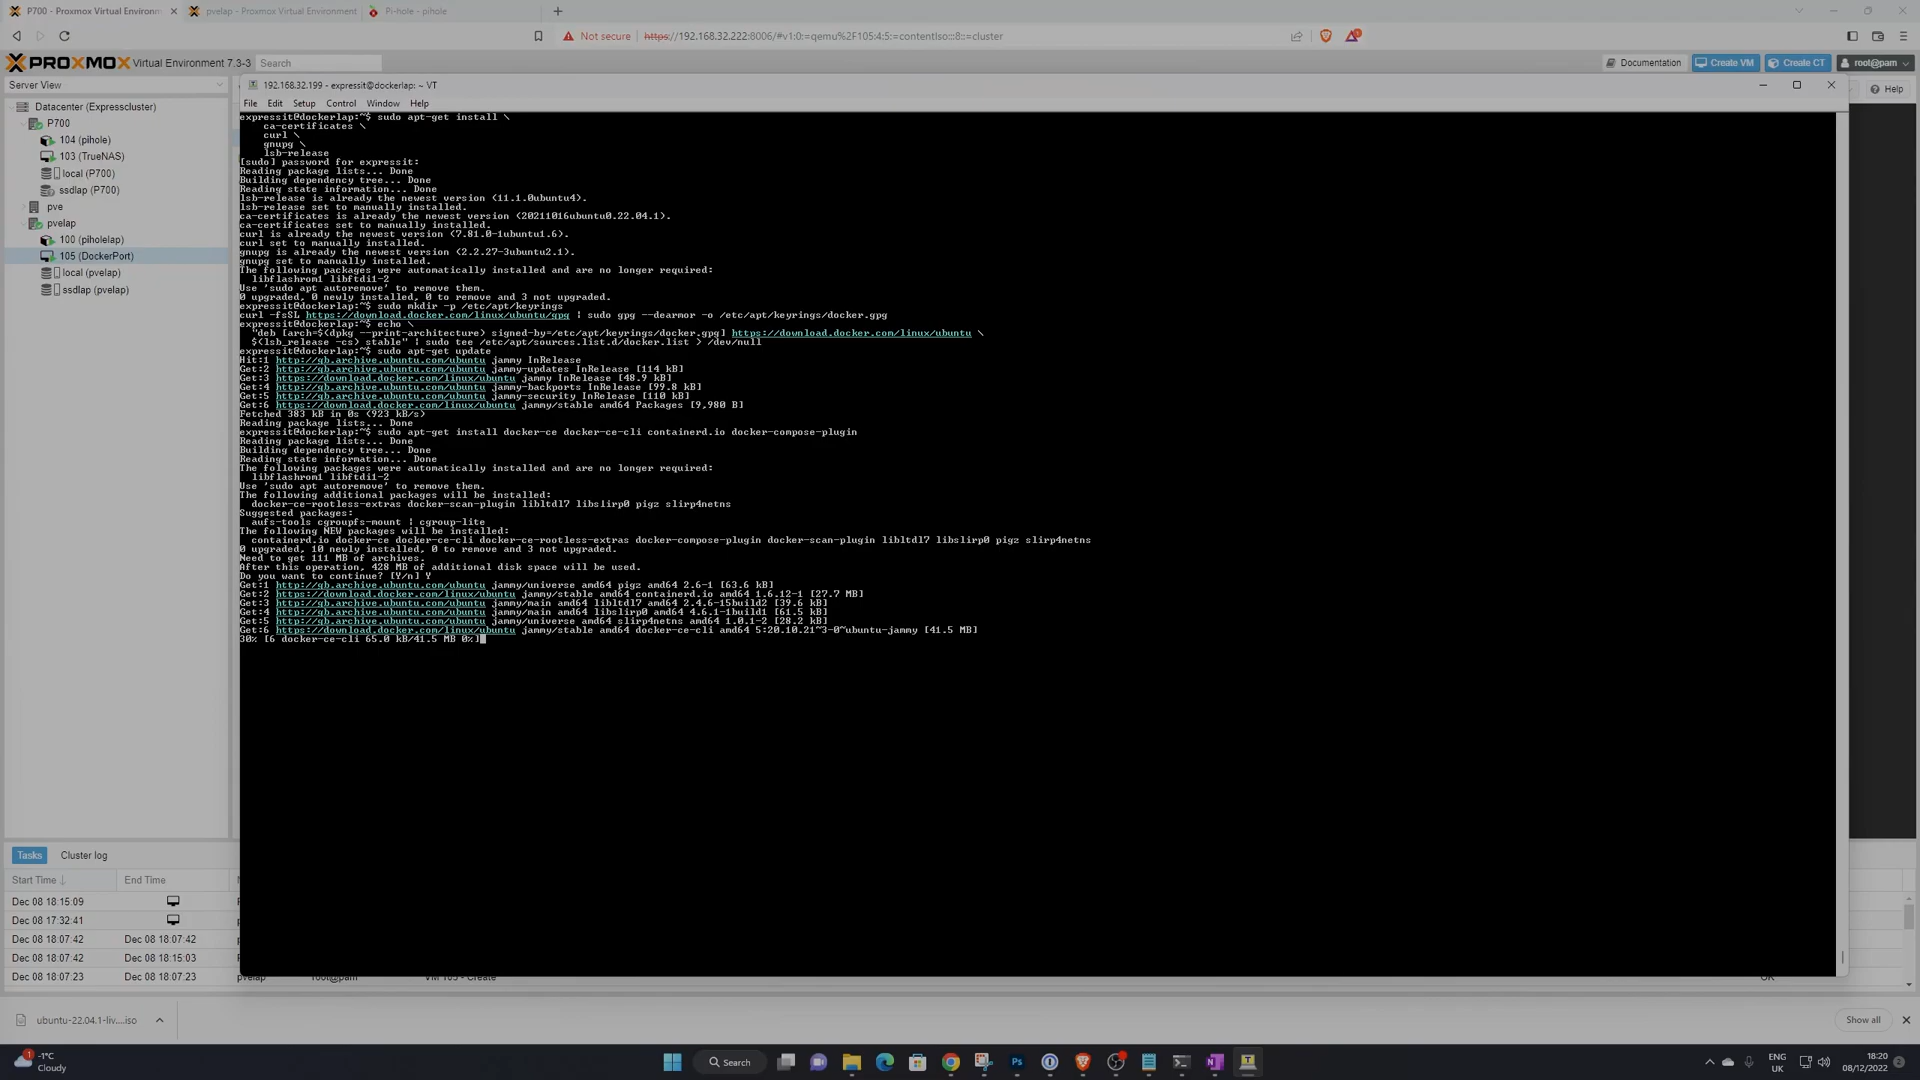 P700 - Proxmox Virtual Environm
pvelap - Proxmox Virtual Environment
Pi-hole - pihole
Not secure
https://192.168.32.222:8006/#v1:0:=qemu%2F105:4:5:=contentIso:::8::=cluster
PROXMOX Virtual Environment 7.3-3
Search
Documentation
Create VM
Create CT
root@pam
Server View
Help
Datacenter (Expresscluster)
P700
104 (pihole)
103 (TrueNAS)
local (P700)
ssdlap (P700)
pve
pvelap
100 (piholelap)
105 (DockerPort)
local (pvelap)
ssdlap (pvelap)
192.168.32.199 - expressit@dockerlap: ~ VT
File Edit Setup Control Window Help
expressit@dockerlap:~$ sudo apt-get install \
    ca-certificates \
    curl \
    gnupg \
    lsb-release
[sudo] password for expressit:
Reading package lists... Done
Building dependency tree... Done
Reading state information... Done
lsb-release is already the newest version (11.1.0ubuntu4).
lsb-release set to manually installed.
ca-certificates is already the newest version (20211016ubuntu0.22.04.1).
ca-certificates set to manually installed.
curl is already the newest version (7.81.0-1ubuntu1.6).
curl set to manually installed.
gnupg is already the newest version (2.2.27-3ubuntu2.1).
gnupg set to manually installed.
The following packages were automatically installed and are no longer required:
  libflashrom1 libftdi1-2
Use 'sudo apt autoremove' to remove them.
0 upgraded, 0 newly installed, 0 to remove and 3 not upgraded.
expressit@dockerlap:~$ sudo mkdir -p /etc/apt/keyrings
curl -fsSL https://download.docker.com/linux/ubuntu/gpg | sudo gpg --dearmor -o /etc/apt/keyrings/docker.gpg
expressit@dockerlap:~$ echo \
  "deb [arch=$(dpkg --print-architecture) signed-by=/etc/apt/keyrings/docker.gpg] https://download.docker.com/linux/ubuntu \
  $(lsb_release -cs) stable" | sudo tee /etc/apt/sources.list.d/docker.list > /dev/null
expressit@dockerlap:~$ sudo apt-get update
Hit:1 http://gb.archive.ubuntu.com/ubuntu jammy InRelease
Get:2 http://gb.archive.ubuntu.com/ubuntu jammy-updates InRelease [114 kB]
Get:3 https://download.docker.com/linux/ubuntu jammy InRelease [48.9 kB]
Get:4 http://gb.archive.ubuntu.com/ubuntu jammy-backports InRelease [99.8 kB]
Get:5 http://gb.archive.ubuntu.com/ubuntu jammy-security InRelease [110 kB]
Get:6 https://download.docker.com/linux/ubuntu jammy/stable amd64 Packages [9,980 B]
Fetched 383 kB in 0s (923 kB/s)
Reading package lists... Done
expressit@dockerlap:~$ sudo apt-get install docker-ce docker-ce-cli containerd.io docker-compose-plugin
Reading package lists... Done
Building dependency tree... Done
Reading state information... Done
The following packages were automatically installed and are no longer required:
  libflashrom1 libftdi1-2
Use 'sudo apt autoremove' to remove them.
The following additional packages will be installed:
  docker-ce-rootless-extras docker-scan-plugin libltdl7 libslirp0 pigz slirp4netns
Suggested packages:
  aufs-tools cgroupfs-mount | cgroup-lite
The following NEW packages will be installed:
  containerd.io docker-ce docker-ce-cli docker-ce-rootless-extras docker-compose-plugin docker-scan-plugin libltdl7 libslirp0 pigz slirp4netns
0 upgraded, 10 newly installed, 0 to remove and 3 not upgraded.
Need to get 111 MB of archives.
After this operation, 428 MB of additional disk space will be used.
Do you want to continue? [Y/n] Y
Get:1 http://gb.archive.ubuntu.com/ubuntu jammy/universe amd64 pigz amd64 2.6-1 [63.6 kB]
Get:2 https://download.docker.com/linux/ubuntu jammy/stable amd64 containerd.io amd64 1.6.12-1 [27.7 MB]
Get:3 http://gb.archive.ubuntu.com/ubuntu jammy/main amd64 libltdl7 amd64 2.4.6-15build2 [39.6 kB]
Get:4 http://gb.archive.ubuntu.com/ubuntu jammy/main amd64 libslirp0 amd64 4.6.1-1build1 [61.5 kB]
Get:5 http://gb.archive.ubuntu.com/ubuntu jammy/universe amd64 slirp4netns amd64 1.0.1-2 [28.2 kB]
Get:6 https://download.docker.com/linux/ubuntu jammy/stable amd64 docker-ce-cli amd64 5:20.10.21~3-0~ubuntu-jammy [41.5 MB]
30% [6 docker-ce-cli 65.0 kB/41.5 MB 0%]
Tasks
Cluster log
Start Time
End Time
Dec 08 18:15:09
Dec 08 17:32:41
Dec 08 18:07:42 Dec 08 18:07:42
Dec 08 18:07:42 Dec 08 18:15:03
Dec 08 18:07:23 Dec 08 18:07:23 pvelap root@pam
ubuntu-22.04.1-liv....iso
Show all
-1°C
Cloudy
Search
ENG
UK
18:20
08/12/2022